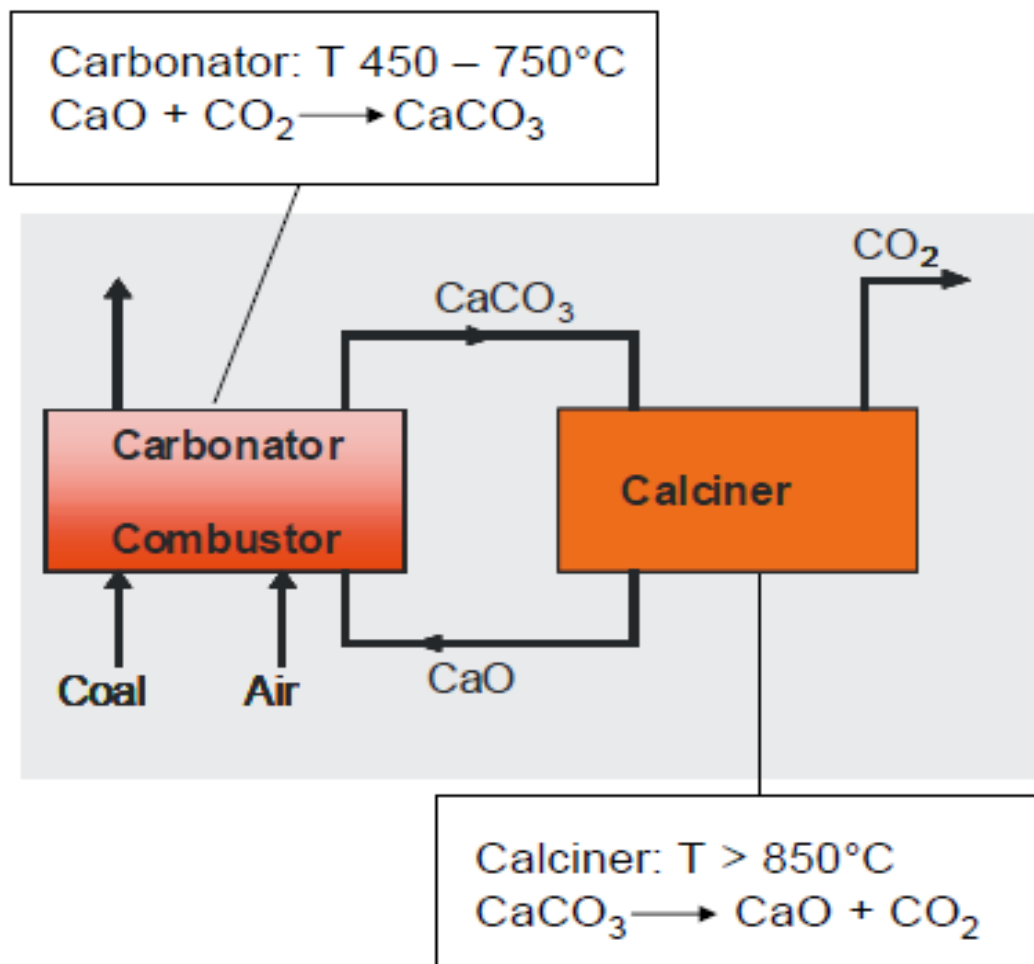 Carbonator: T 450 – 750°C
CaO + CO₂ → CaCO₃
CO₂
CaCO₃
Carbonator
Combustor
Calciner
Coal
Air
CaO
Calciner: T > 850°C
CaCO₃ → CaO + CO₂